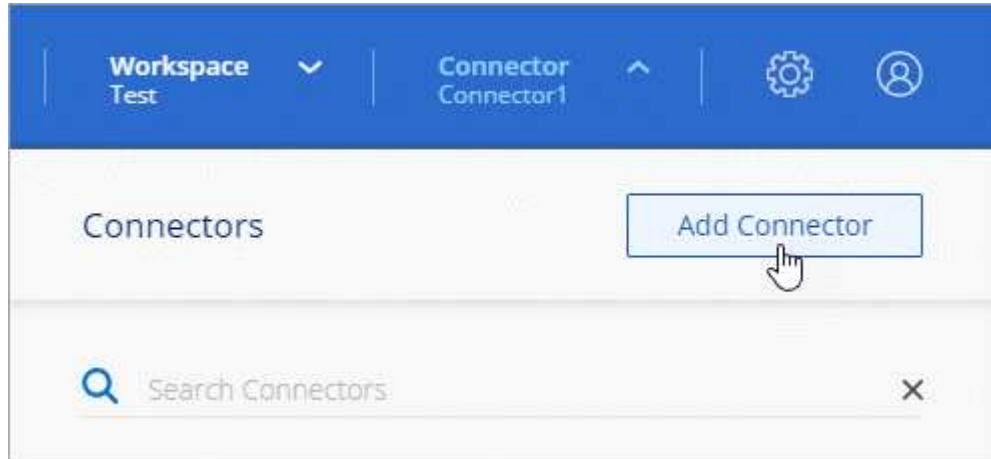 Workspace
Test
Connector
Connector1
Connectors
Add Connector
Search Connectors